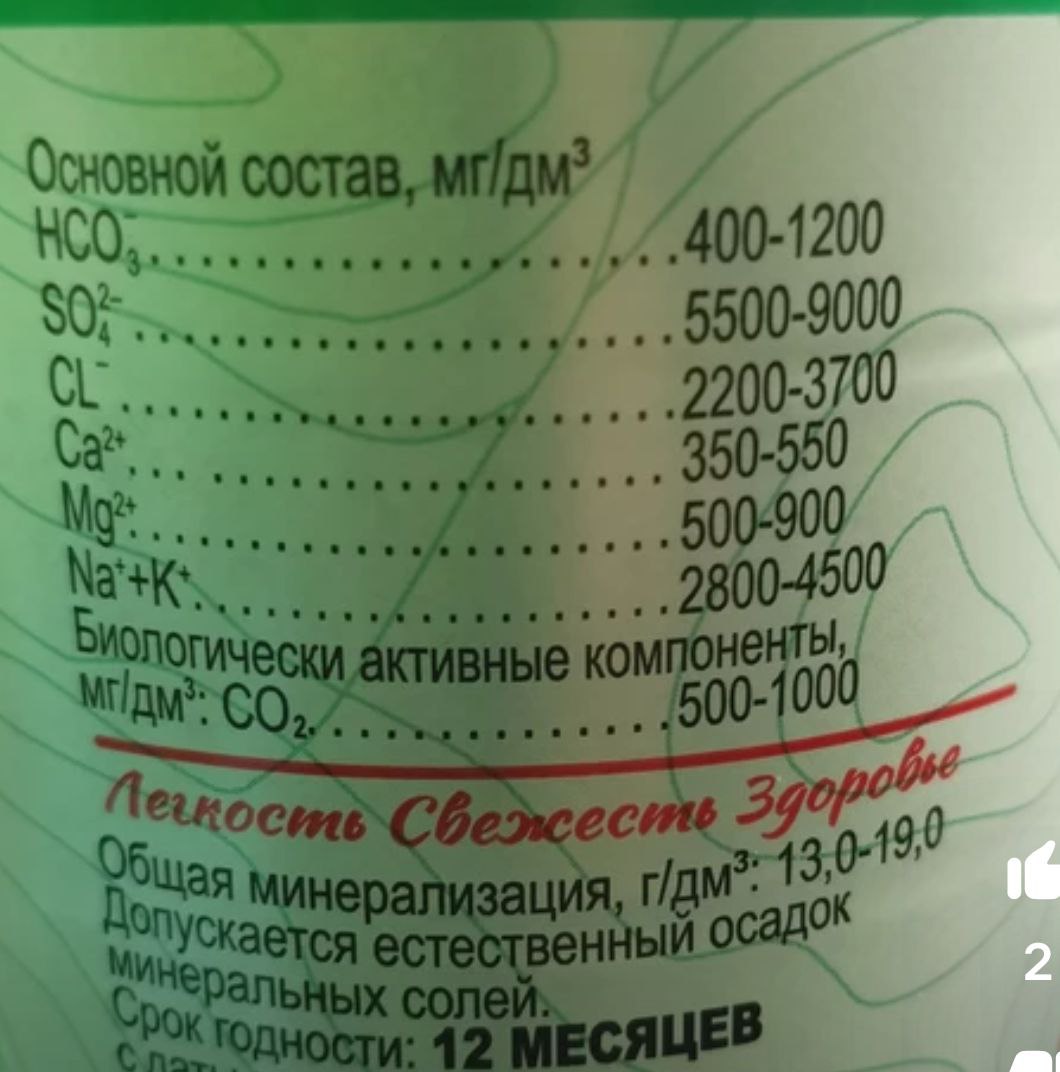 Основной состав, мг/дм³
HCO₃⁻......................400-1200
SO₄²⁻.....................5500-9000
CL⁻.....................2200-3700
Ca²⁺... .................350-550
Mg²⁺.....................500-900
Na⁺+K⁺..................2800-4500
Биологически активные компоненты,
мг/дм³: CO₂..............500-1000
Легкость Свежесть Здоровье
Общая минерализация, г/дм³: 13,0-19,0
Допускается естественный осадок
минеральных солей.
Срок годности: 12 МЕСЯЦЕВ
2